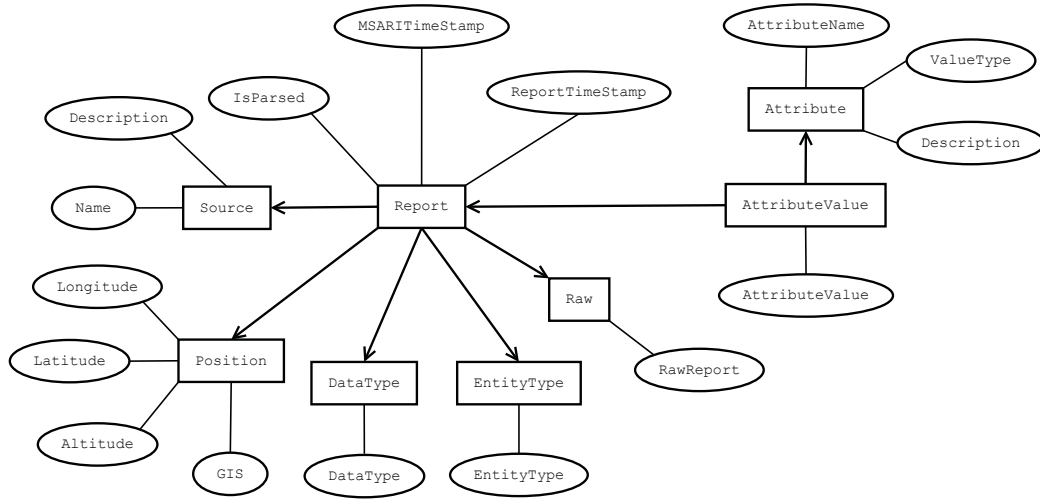 MSARITimeStamp
AttributeName
ValueType
IsParsed
ReportTimeStamp
Attribute
Description
Description
Name
Source
Report
AttributeValue
Longitude
Raw
AttributeValue
Latitude
Position
DataType
EntityType
RawReport
Altitude
GIS
DataType
EntityType